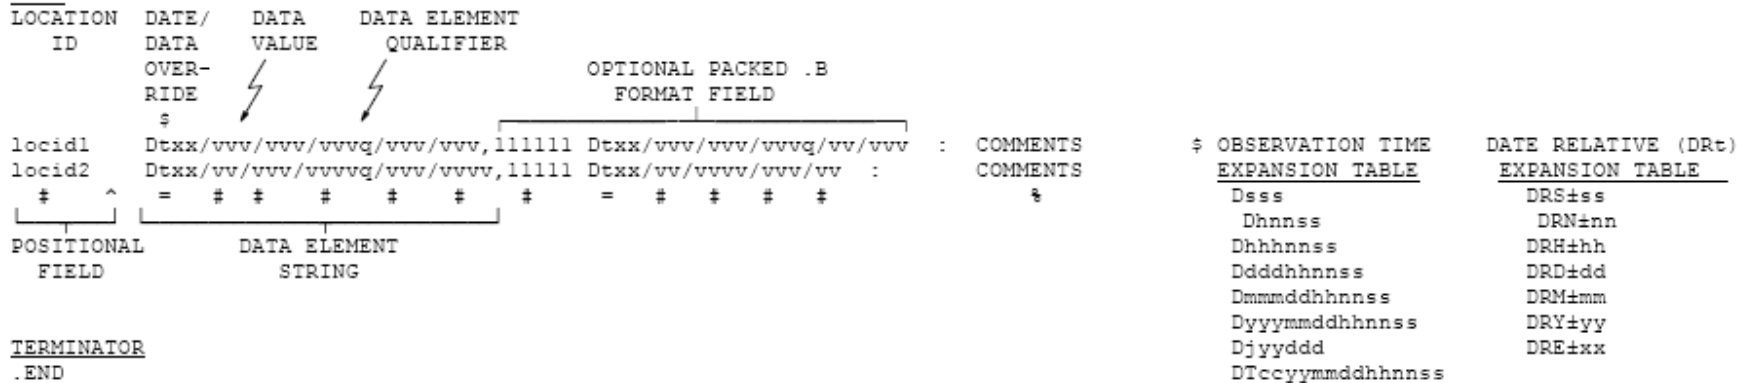 LOCATION DATE/ DATA DATA ELEMENT
ID DATA VALUE QUALIFIER
OVER- OPTIONAL PACKED .B
RIDE FORMAT FIELD
$
locid1 Dtxx/vvv/vvv/vvvq/vvv/vvv,llllll Dtxx/vvv/vvv/vvvq/vv/vvv : COMMENTS $ OBSERVATION TIME DATE RELATIVE (DRt)
locid2 Dtxx/vv/vvv/vvvvq/vvv/vvvv,lllll Dtxx/vv/vvvv/vvv/vv : COMMENTS EXPANSION TABLE EXPANSION TABLE
# ^ = # # # # # # = # # # # % Dsss DRS±ss
Dhnnss DRN±nn
POSITIONAL DATA ELEMENT Dhhhnnss DRH±hh
FIELD STRING Ddddhhnnss DRD±dd
Dmmmddhhnnss DRM±mm
Dyyymmddhhnnss DRY±yy
TERMINATOR Djyyddd DRE±xx
.END DTccyymmddhhnnss